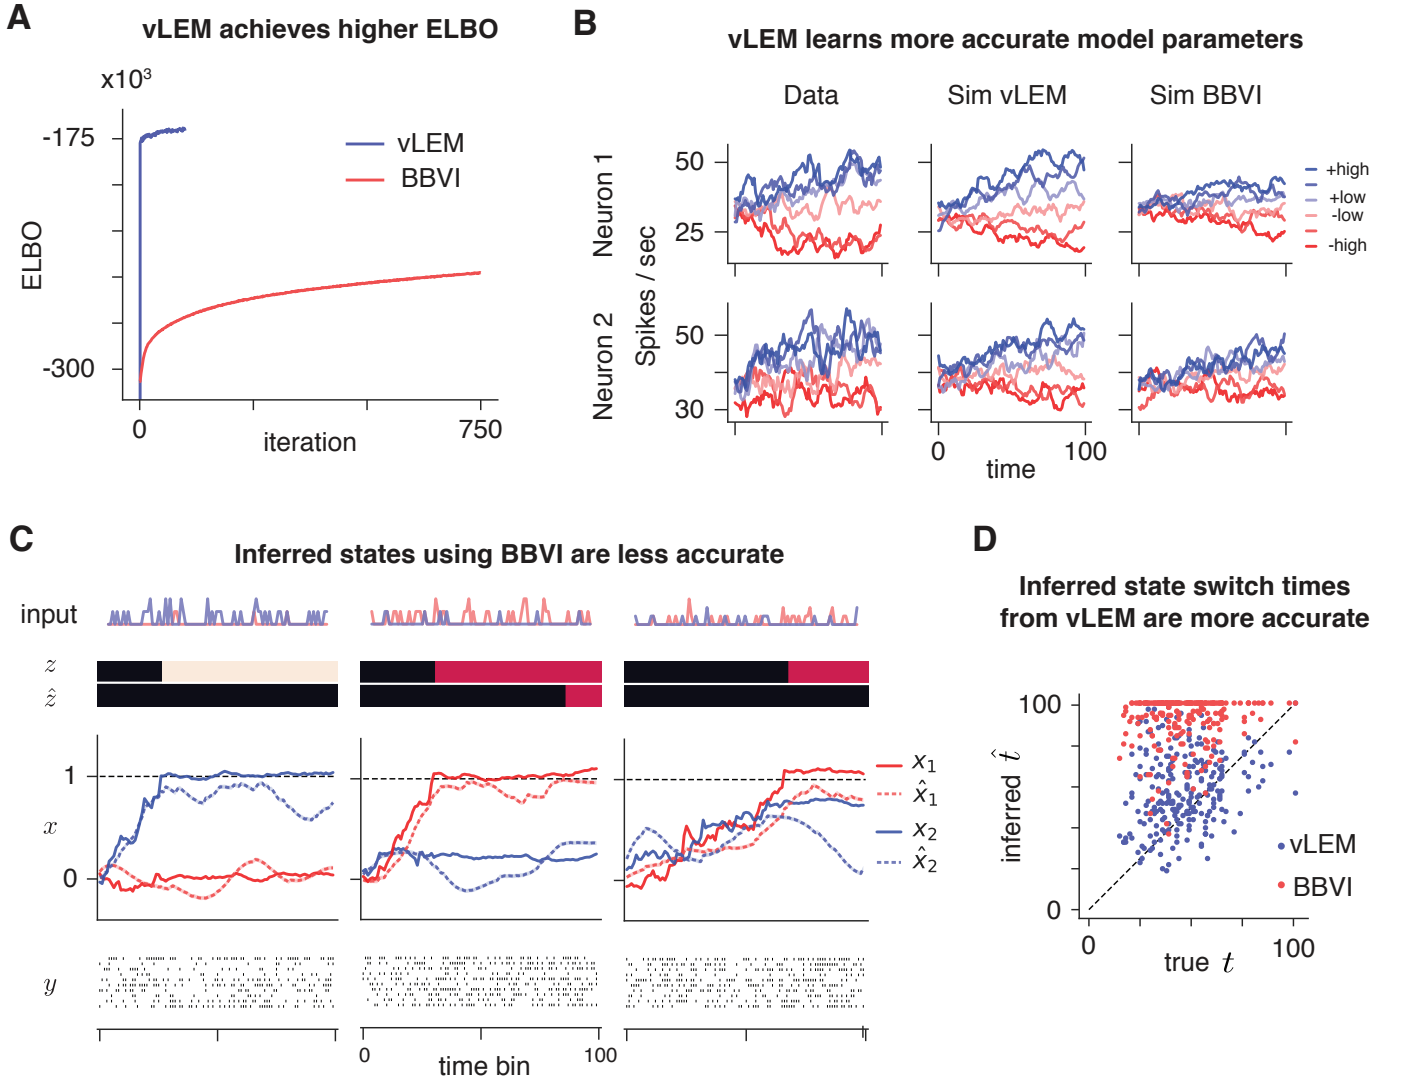 A
vLEM achieves higher ELBO
x10³
-175
-300
ELBO
vLEM
BBVI
0
750
iteration
B
vLEM learns more accurate model parameters
Data
Sim vLEM
Sim BBVI
Neuron 1
Neuron 2
Spikes / sec
50
25
50
30
+high
+low
-low
-high
0
100
time
C
Inferred states using BBVI are less accurate
input
z
ẑ
1
x
0
x₁
x̂₁
x₂
x̂₂
y
0
100
time bin
D
Inferred state switch times
from vLEM are more accurate
100
inferred t̂
0
vLEM
BBVI
0
100
true t